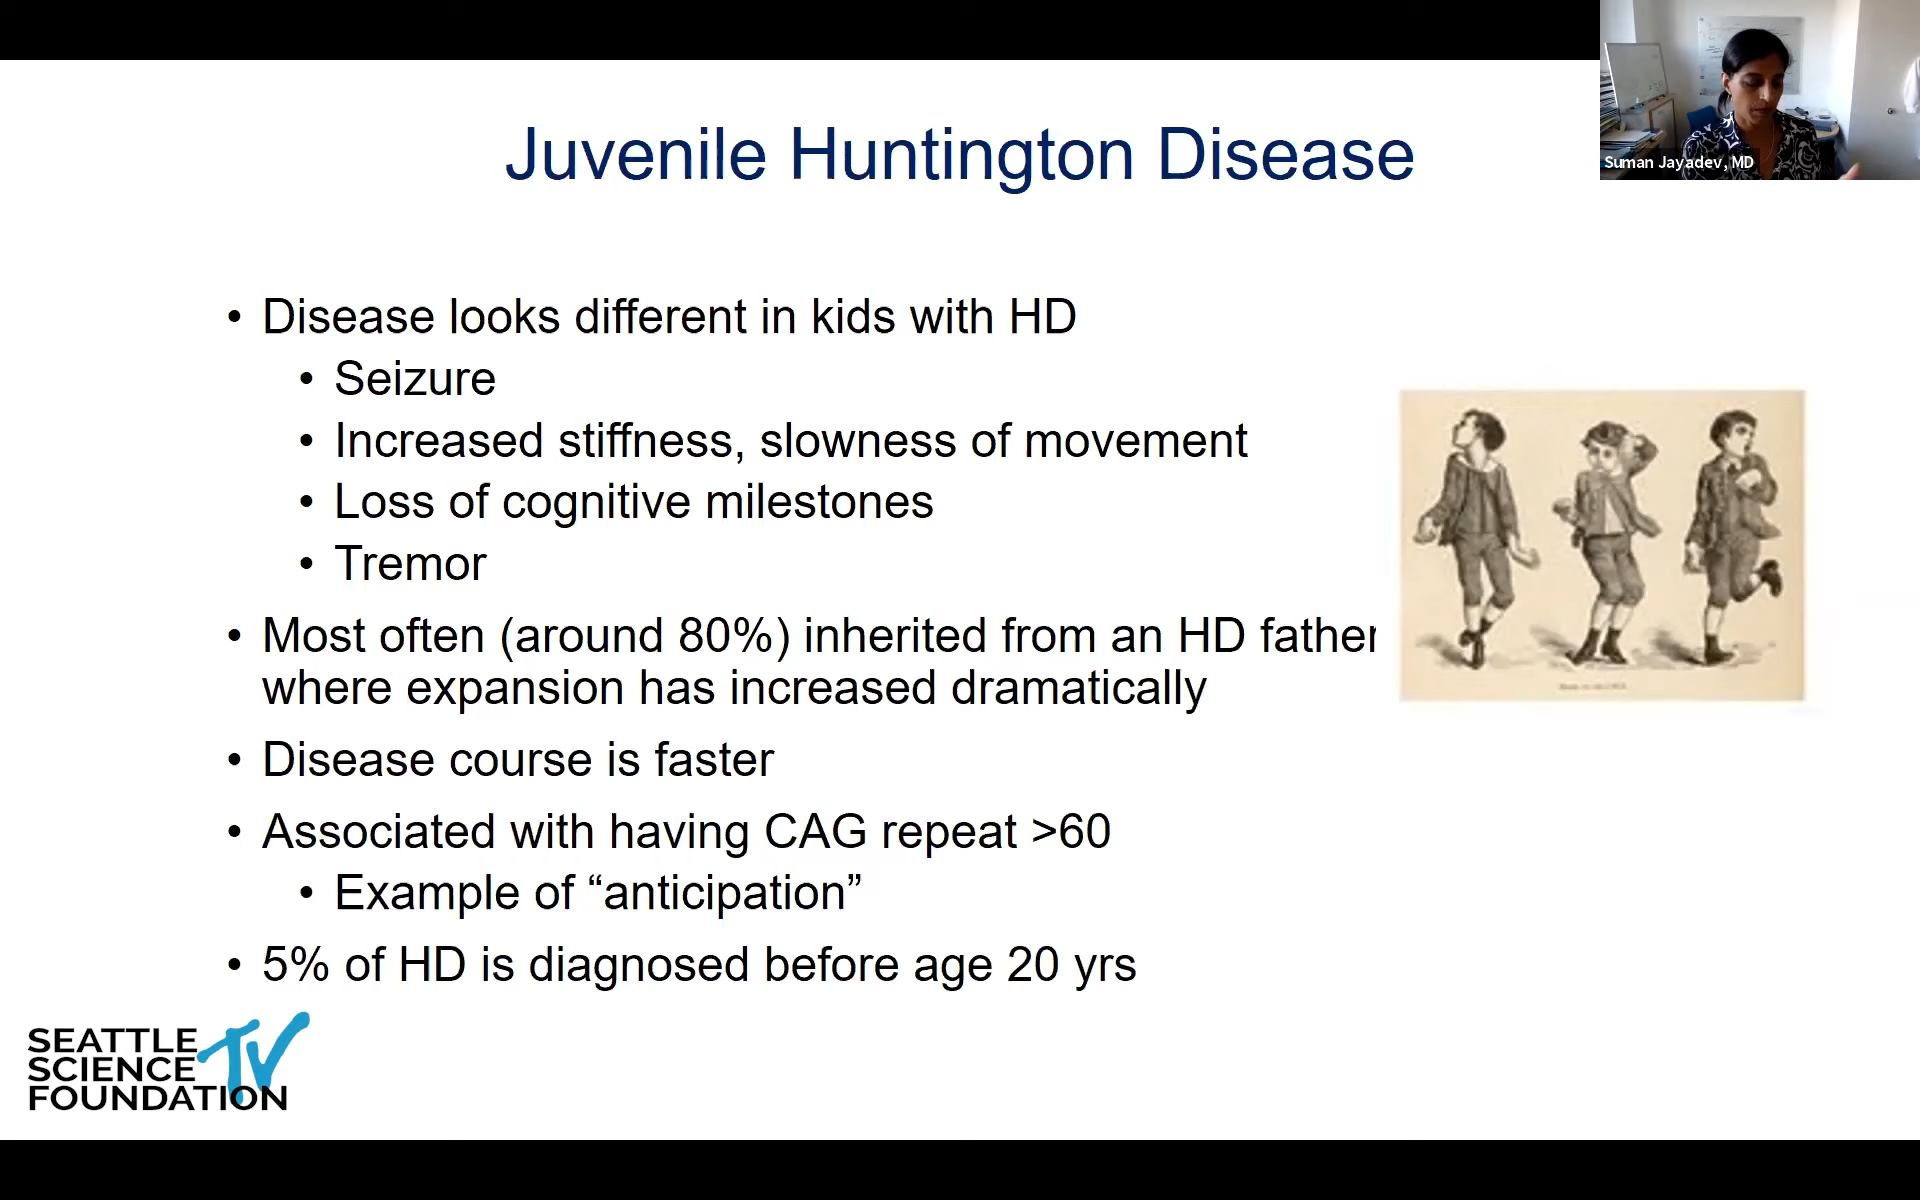 Suman Jayadev, MD
Juvenile Huntington Disease
• Disease looks different in kids with HD
• Seizure
• Increased stiffness, slowness of movement
• Loss of cognitive milestones
• Tremor
• Most often (around 80%) inherited from an HD father
where expansion has increased dramatically
• Disease course is faster
• Associated with having CAG repeat >60
• Example of “anticipation”
• 5% of HD is diagnosed before age 20 yrs
SEATTLE
SCIENCE
FOUNDATION
TV